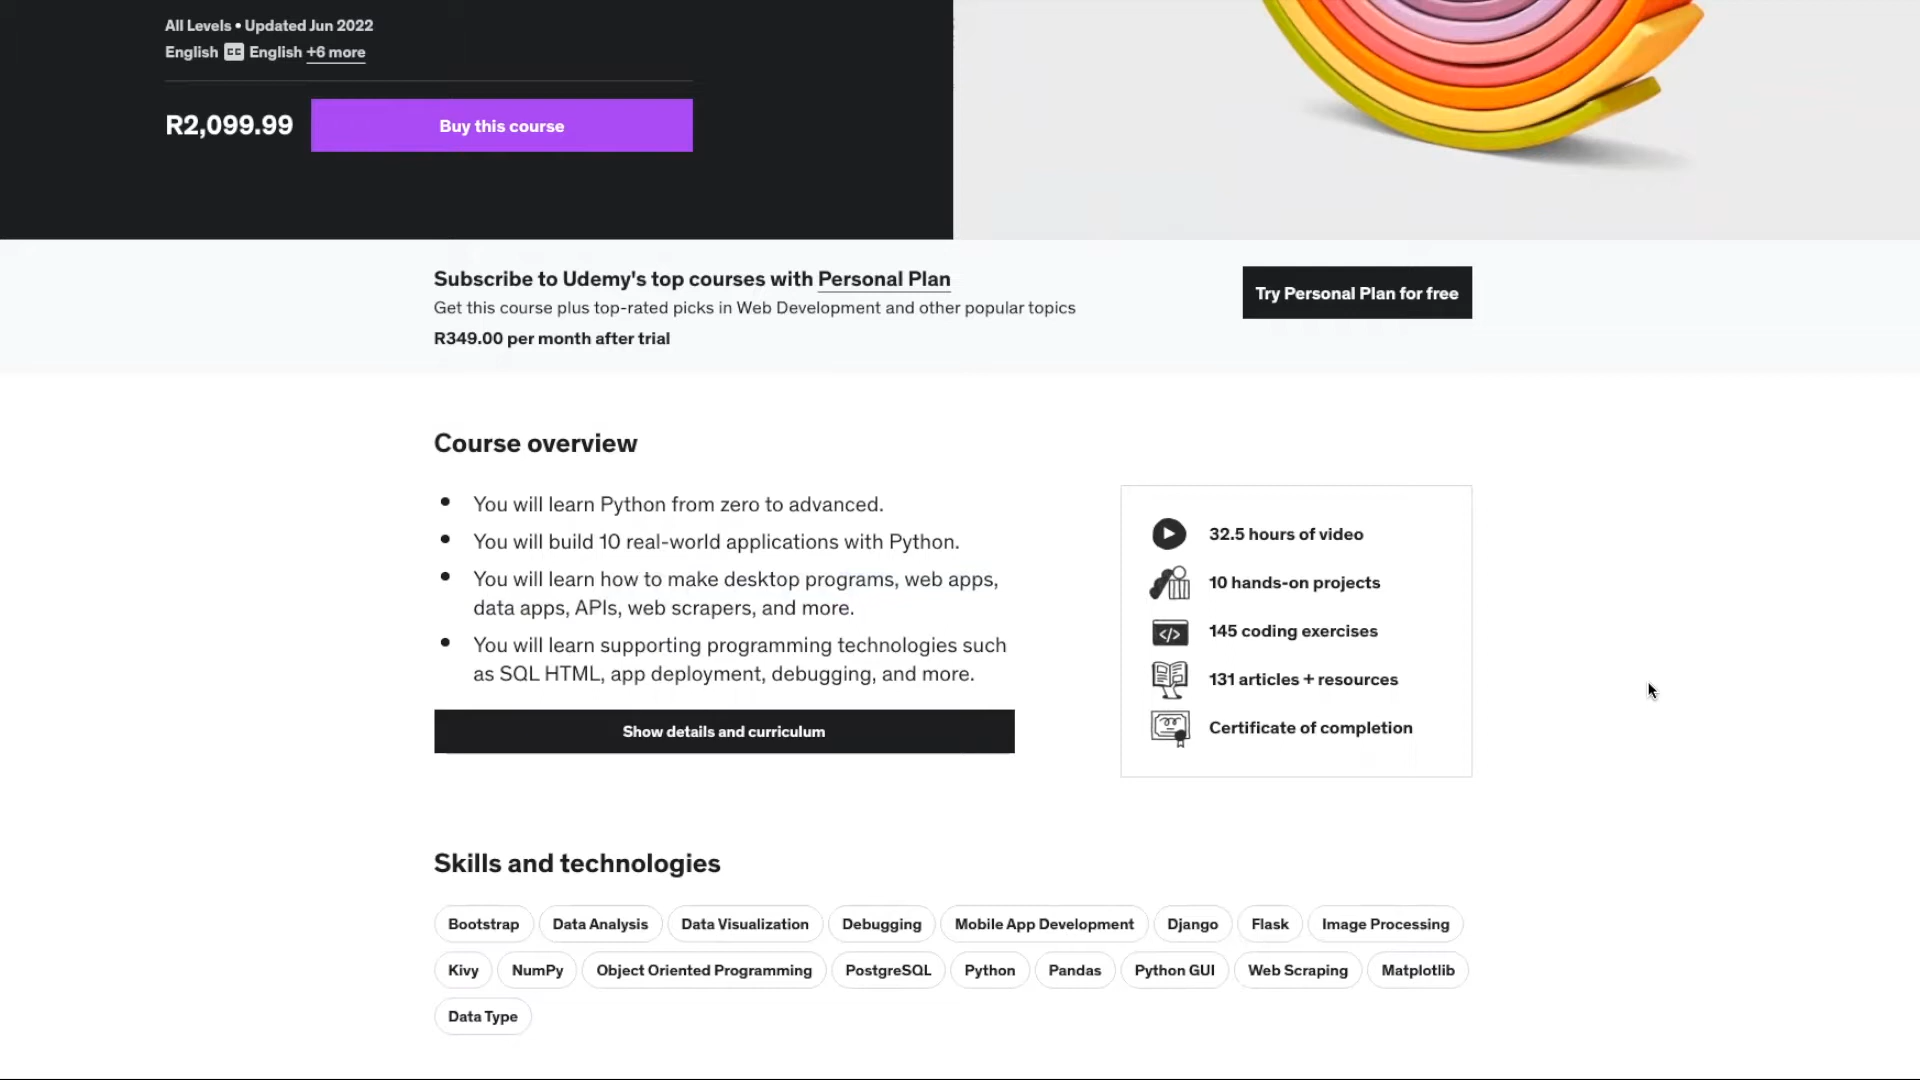 All Levels • Updated Jun 2022
English CC English +6 more
R2,099.99
Buy this course
Subscribe to Udemy's top courses with Personal Plan
Get this course plus top-rated picks in Web Development and other popular topics
R349.00 per month after trial
Try Personal Plan for free
Course overview
• You will learn Python from zero to advanced.
• You will build 10 real-world applications with Python.
• You will learn how to make desktop programs, web apps,
data apps, APIs, web scrapers, and more.
• You will learn supporting programming technologies such
as SQL HTML, app deployment, debugging, and more.
Show details and curriculum
32.5 hours of video
10 hands-on projects
145 coding exercises
131 articles + resources
Certificate of completion
Skills and technologies
Bootstrap Data Analysis Data Visualization Debugging Mobile App Development Django Flask Image Processing
Kivy NumPy Object Oriented Programming PostgreSQL Python Pandas Python GUI Web Scraping Matplotlib
Data Type